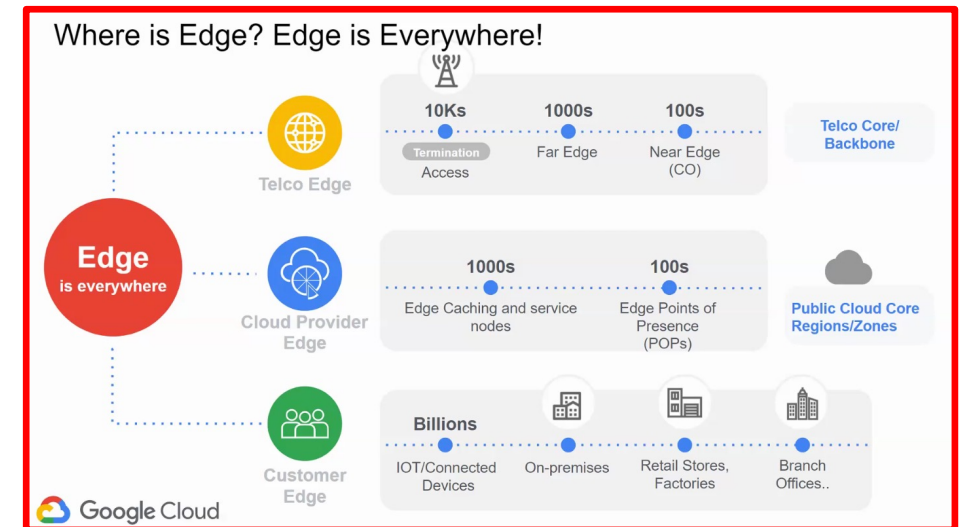 Where is Edge? Edge is Everywhere!
10Ks
1000s
100s
Termination
Access
Far Edge
Near Edge
(CO)
Telco Edge
Telco Core/
Backbone
Edge
is everywhere
1000s
100s
Edge Caching and service
nodes
Edge Points of
Presence
(POPs)
Cloud Provider
Edge
Public Cloud Core
Regions/Zones
Billions
IOT/Connected
Devices
On-premises
Retail Stores,
Factories
Branch
Offices..
Customer
Edge
Google Cloud